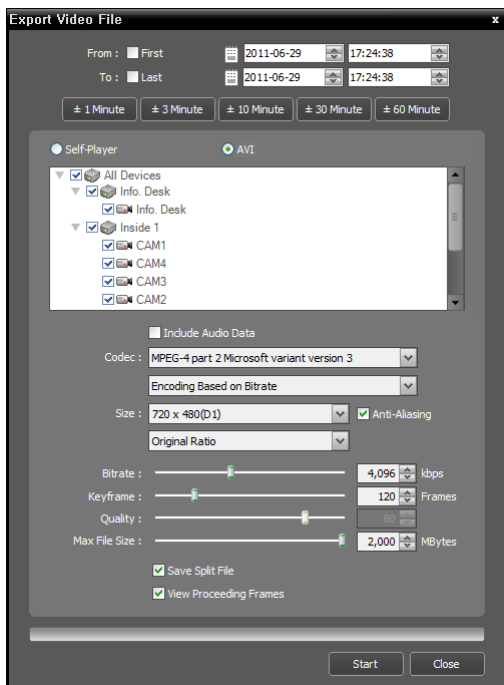 Export Video File x
From : First 2011-06-29 17:24:38
To : Last 2011-06-29 17:24:38
± 1 Minute ± 3 Minute ± 10 Minute ± 30 Minute ± 60 Minute
Self-Player AVI
All Devices
Info. Desk
Info. Desk
Inside 1
CAM1
CAM4
CAM3
CAM2
Include Audio Data
Codec : MPEG-4 part 2 Microsoft variant version 3
Encoding Based on Bitrate
Size : 720 x 480(D1) Anti-Aliasing
Original Ratio
Bitrate : 4,096 kbps
Keyframe : 120 Frames
Quality : 80
Max File Size : 2,000 MBytes
Save Split File
View Proceeding Frames
Start Close